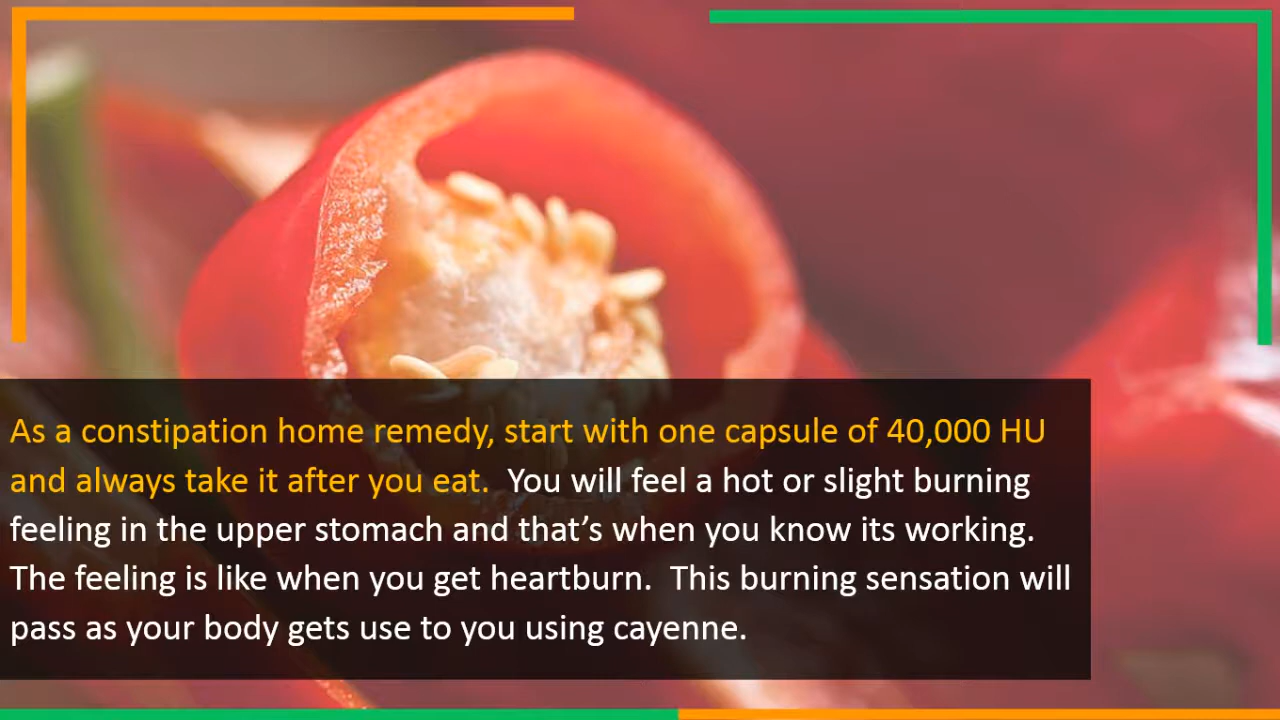 As a constipation home remedy, start with one capsule of 40,000 HU
and always take it after you eat.  You will feel a hot or slight burning
feeling in the upper stomach and that’s when you know its working.
The feeling is like when you get heartburn.  This burning sensation will
pass as your body gets use to you using cayenne.